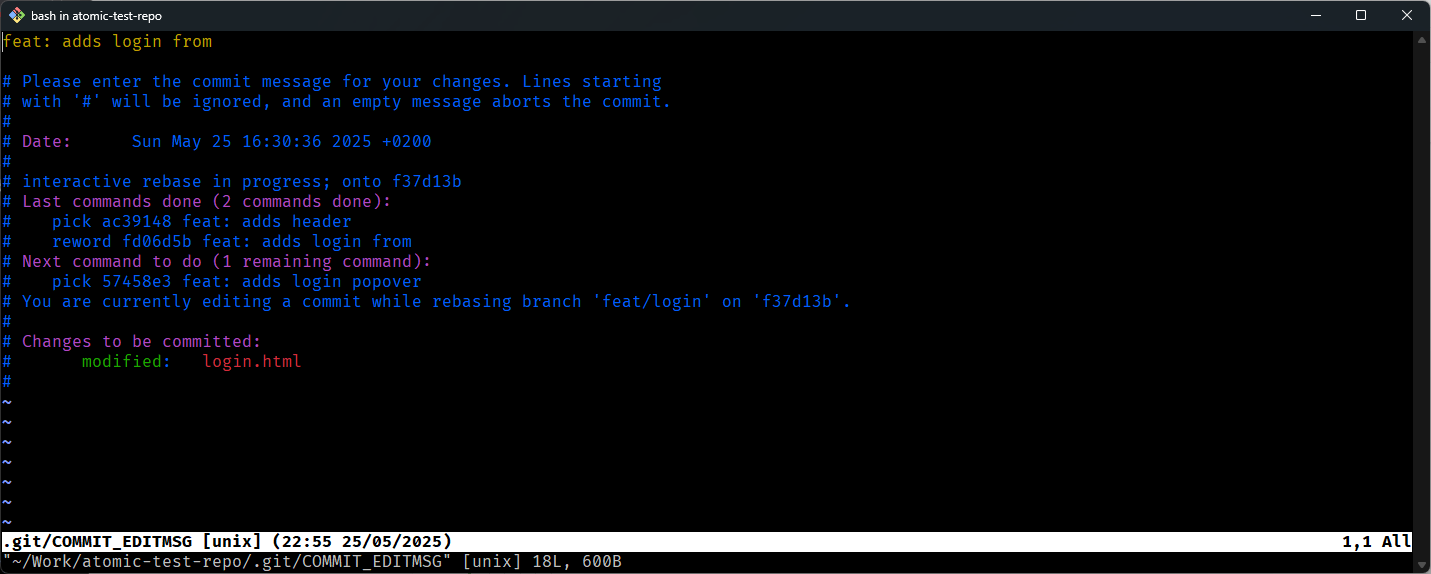 bash in atomic-test-repo
feat: adds login from
# Please enter the commit message for your changes. Lines starting
# with '#' will be ignored, and an empty message aborts the commit.
#
# Date:      Sun May 25 16:30:36 2025 +0200
#
# interactive rebase in progress; onto f37d13b
# Last commands done (2 commands done):
#    pick ac39148 feat: adds header
#    reword fd06d5b feat: adds login from
# Next command to do (1 remaining command):
#    pick 57458e3 feat: adds login popover
# You are currently editing a commit while rebasing branch 'feat/login' on 'f37d13b'.
#
# Changes to be committed:
#       modified:   login.html
#
~
~
~
~
~
~
~
.git/COMMIT_EDITMSG [unix] (22:55 25/05/2025) 1,1 All
"~/Work/atomic-test-repo/.git/COMMIT_EDITMSG" [unix] 18L, 600B